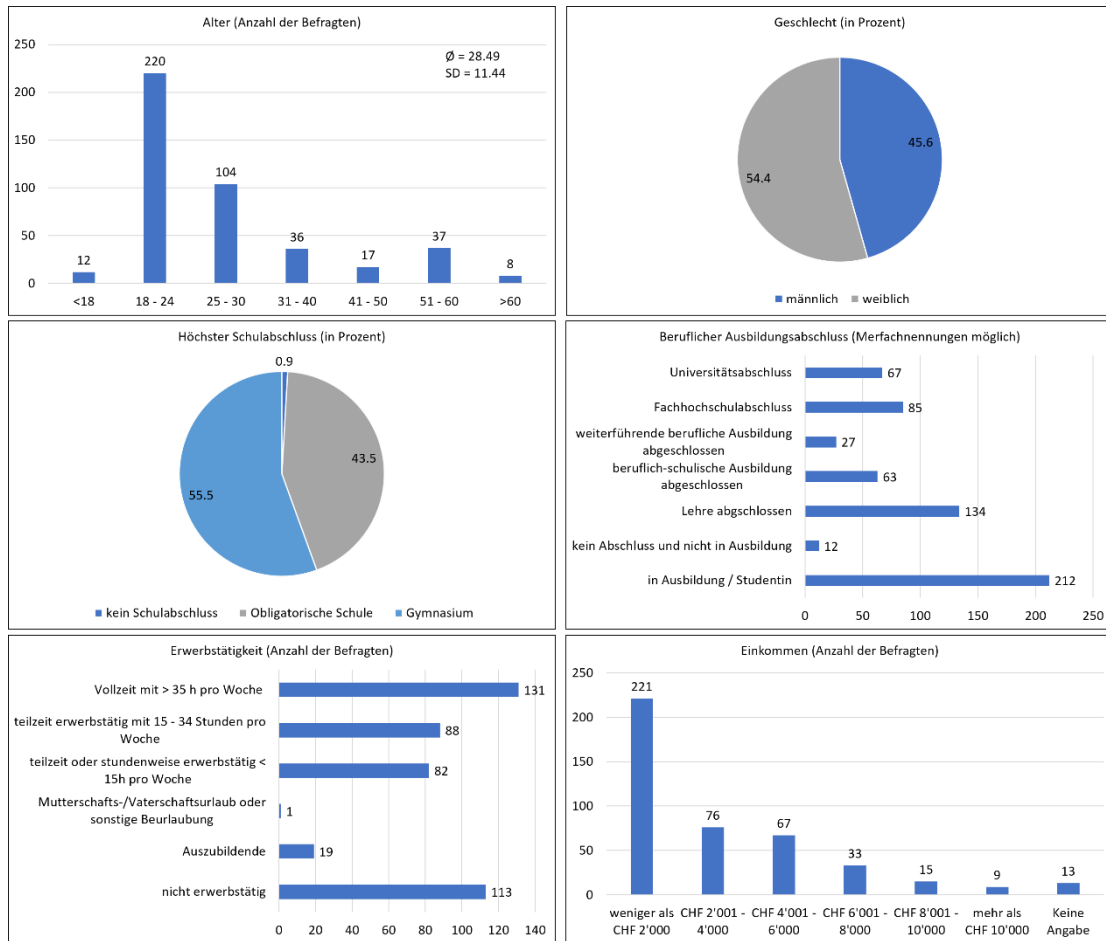 Alter (Anzahl der Befragten)
Ø = 28.49
SD = 11.44
250
200
150
100
50
0
12
220
104
36
17
37
8
<18
18 - 24
25 - 30
31 - 40
41 - 50
51 - 60
>60
Geschlecht (in Prozent)
45.6
54.4
männlich
weiblich
Höchster Schulabschluss (in Prozent)
0.9
43.5
55.5
kein Schulabschluss
Obligatorische Schule
Gymnasium
Beruflicher Ausbildungsabschluss (Merfachnennungen möglich)
Universitätsabschluss
67
Fachhochschulabschluss
85
weiterführende berufliche Ausbildung
abgeschlossen
27
beruflich-schulische Ausbildung
abgeschlossen
63
Lehre abgschlossen
134
kein Abschluss und nicht in Ausbildung
12
in Ausbildung / Studentin
212
0
50
100
150
200
250
Erwerbstätigkeit (Anzahl der Befragten)
Vollzeit mit > 35 h pro Woche
131
teilzeit erwerbstätig mit 15 - 34 Stunden pro
Woche
88
teilzeit oder stundenweise erwerbstätig <
15h pro Woche
82
Mutterschafts-/Vaterschaftsurlaub oder
sonstige Beurlaubung
1
Auszubildende
19
nicht erwerbstätig
113
0
20
40
60
80
100
120
140
Einkommen (Anzahl der Befragten)
250
200
150
100
50
0
221
76
67
33
15
9
13
weniger als
CHF 2'000
CHF 2'001 -
4'000
CHF 4'001 -
6'000
CHF 6'001 -
8'000
CHF 8'001 -
10'000
mehr als
CHF 10'000
Keine
Angabe